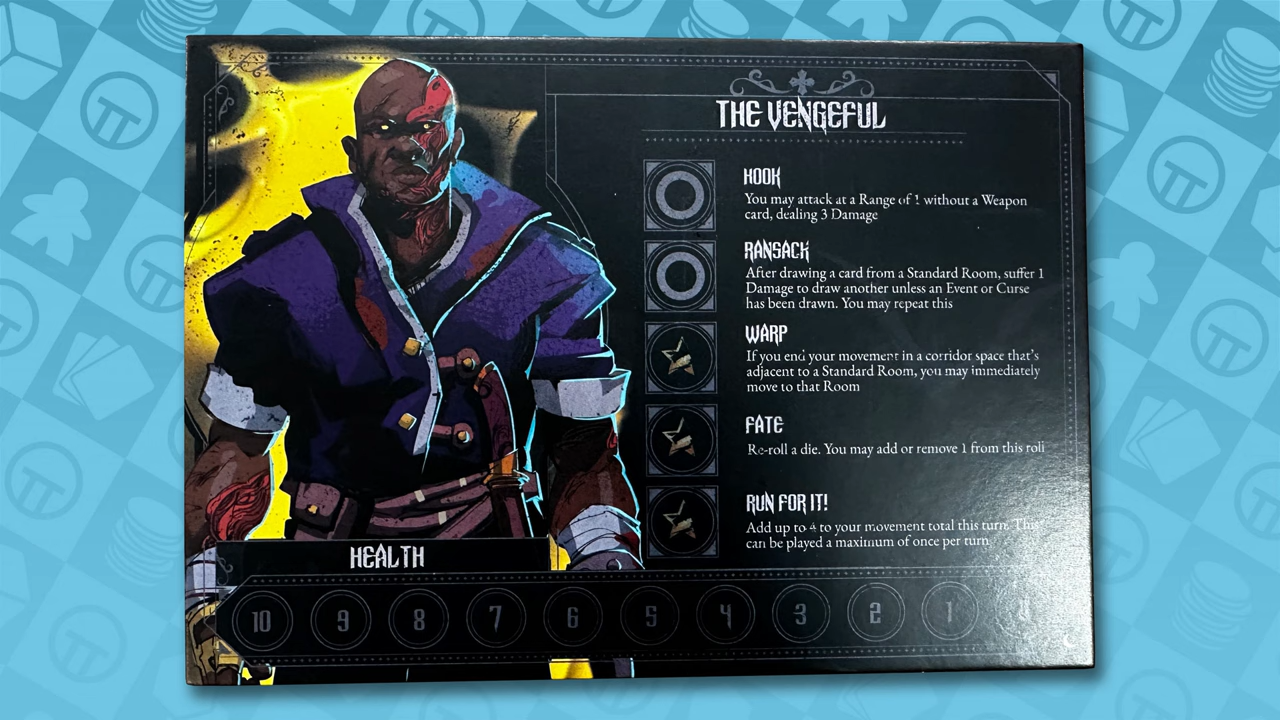 THE VENGEFUL
HOOK
You may attack at a Range of 1 without a Weapon
card, dealing 3 Damage
RANSACK
After drawing a card from a Standard Room, suffer 1
Damage to draw another unless an Event or Curse
has been drawn. You may repeat this
WARP
If you end your movement in a corridor space that's
adjacent to a Standard Room, you may immediately
move to that Room
FATE
Re-roll a die. You may add or remove 1 from this roll
RUN FOR IT!
Add up to 4 to your movement total this turn. This
can be played a maximum of once per turn
HEALTH
10 9 8 7 6 5 4 3 2 1